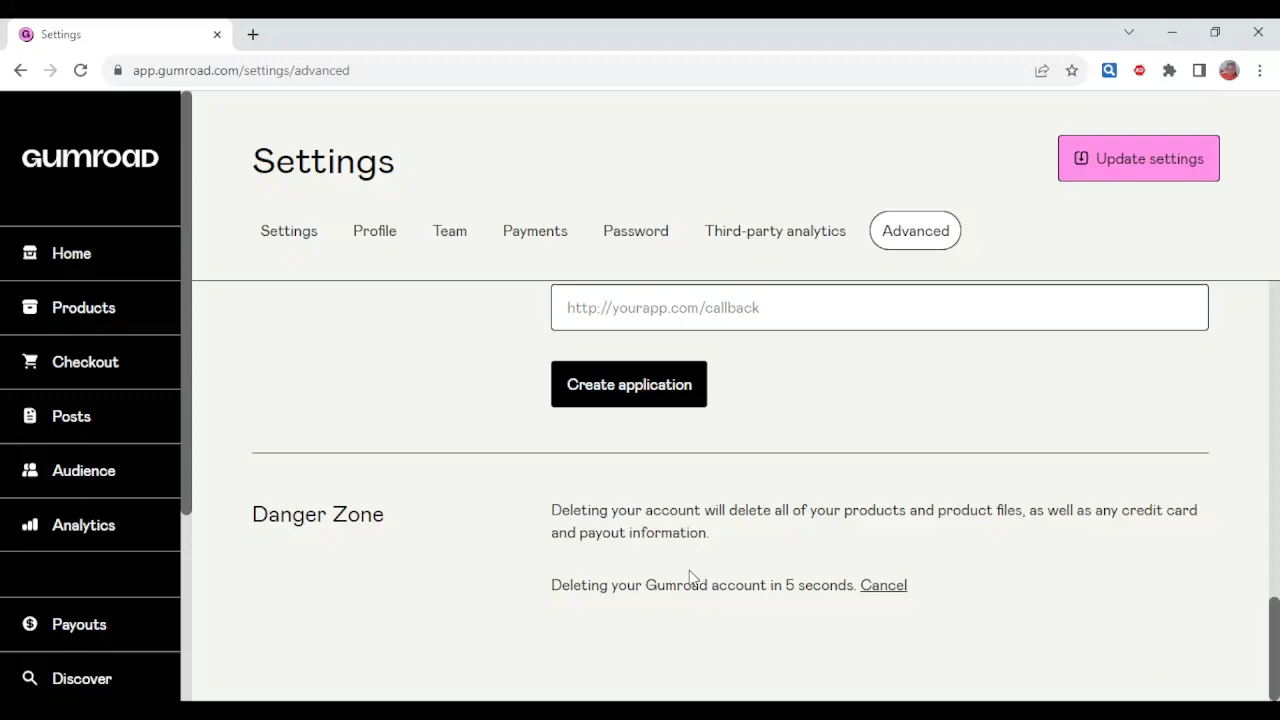 Settings
app.gumroad.com/settings/advanced
GUMROAD
Home
Products
Checkout
Posts
Audience
Analytics
Payouts
Discover
Settings
Update settings
Settings Profile Team Payments Password Third-party analytics Advanced
http://yourapp.com/callback
Create application
Danger Zone
Deleting your account will delete all of your products and product files, as well as any credit card
and payout information.
Deleting your Gumroad account in 5 seconds. Cancel